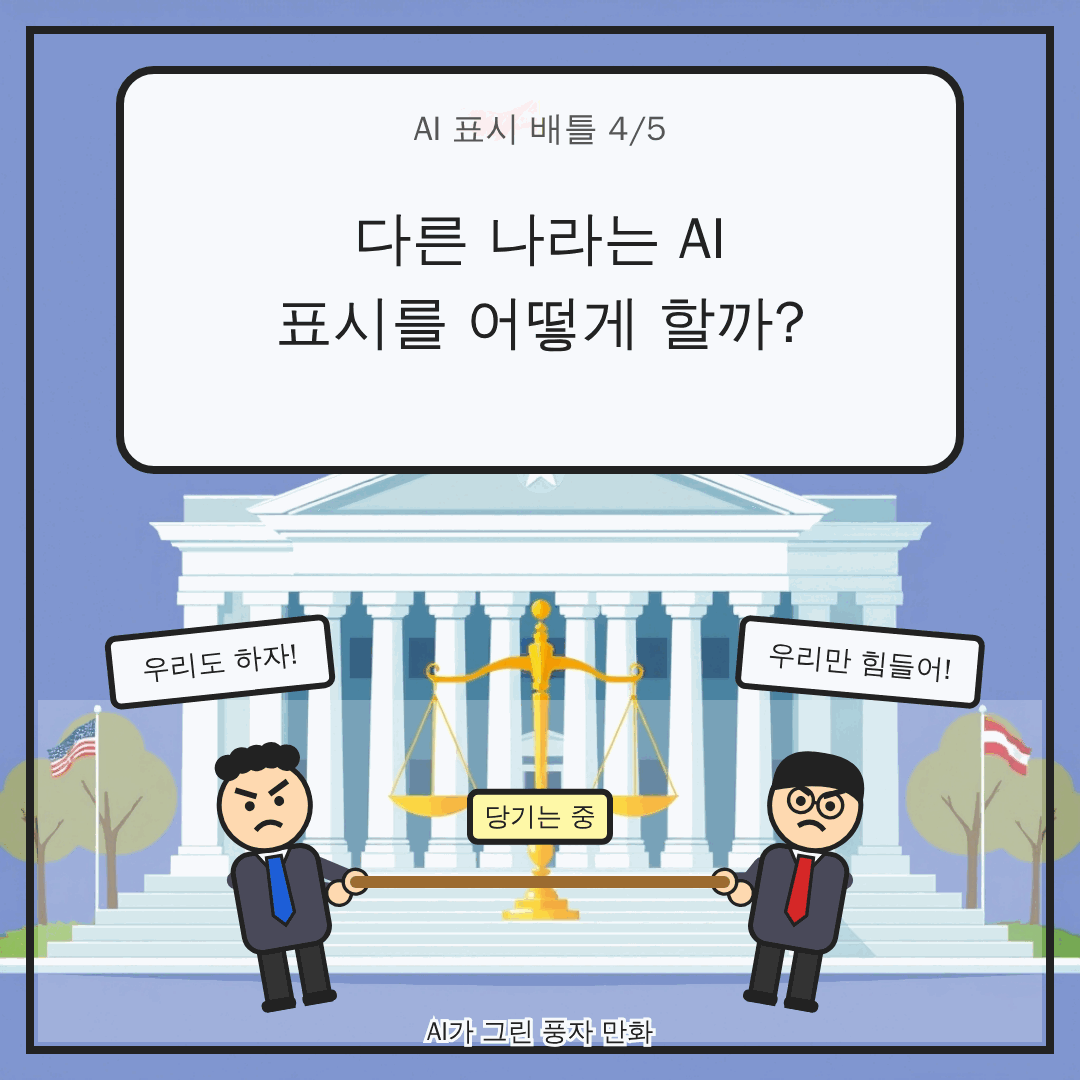 AI 표시 배틀 4/5
다른 나라는 AI
표시를 어떻게 할까?
우리도 하자!
우리만 힘들어!
당기는 중
AI가 그린 풍자 만화